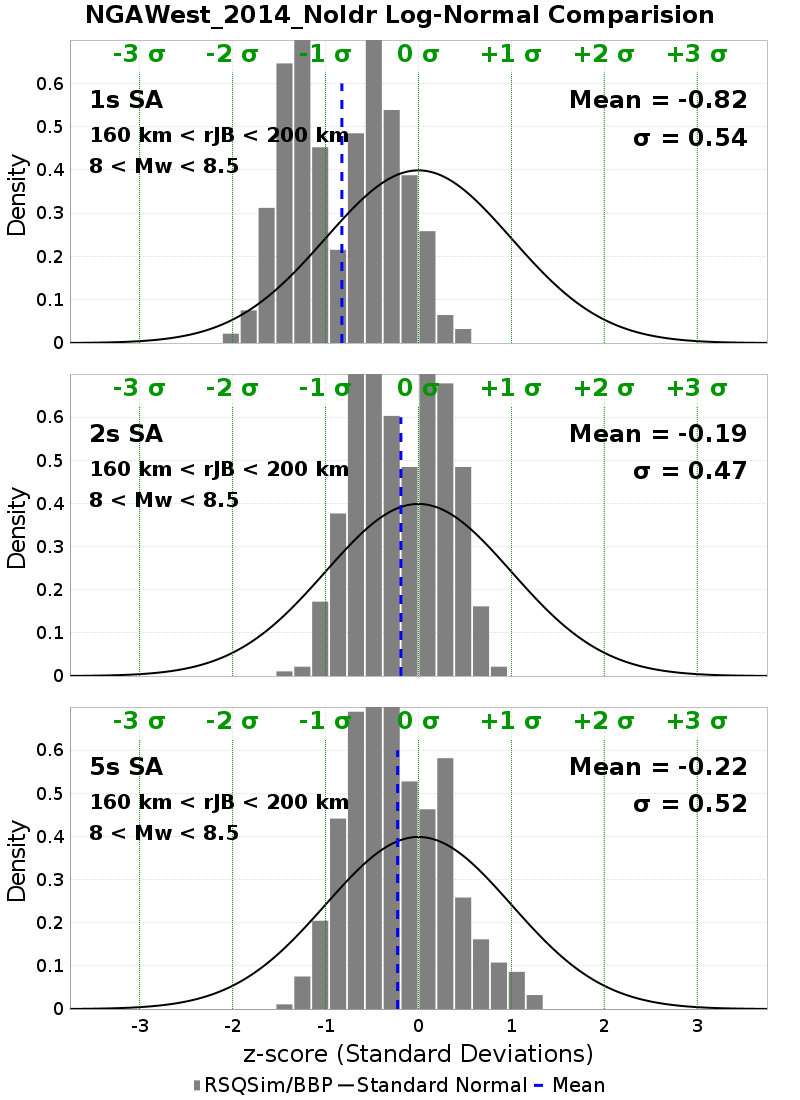 NGAWest_2014_NoIdr Log-Normal Comparision
-3 σ -2 σ -1 σ 0 σ +1 σ +2 σ +3 σ
1s SA
160 km < rJB < 200 km
8 < Mw < 8.5
Mean = -0.82
σ = 0.54
Density
0.6
0.5
0.4
0.3
0.2
0.1
0
-3 σ -2 σ -1 σ 0 σ +1 σ +2 σ +3 σ
2s SA
160 km < rJB < 200 km
8 < Mw < 8.5
Mean = -0.19
σ = 0.47
Density
0.6
0.5
0.4
0.3
0.2
0.1
0
-3 σ -2 σ -1 σ 0 σ +1 σ +2 σ +3 σ
5s SA
160 km < rJB < 200 km
8 < Mw < 8.5
Mean = -0.22
σ = 0.52
Density
0.6
0.5
0.4
0.3
0.2
0.1
0
-3 -2 -1 0 1 2 3
z-score (Standard Deviations)
RSQSim/BBP Standard Normal Mean